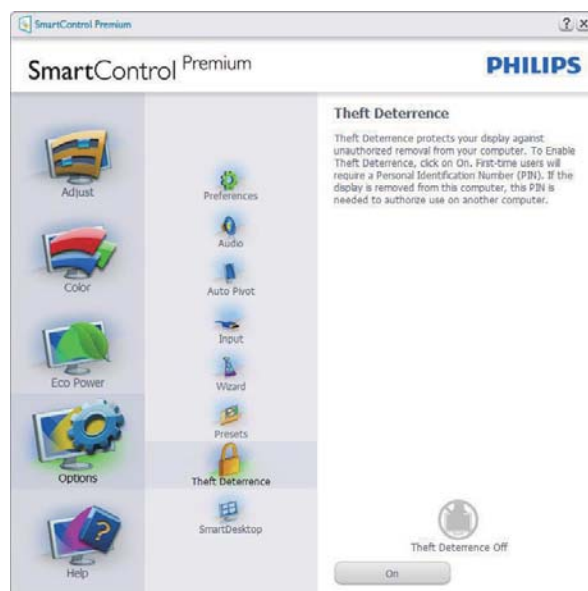 SmartControl Premium
? x
SmartControl Premium
PHILIPS
Adjust
Color
Eco Power
Options
Help
Preferences
Audio
Auto Pivot
Input
Wizard
Presets
Theft Deterrence
SmartDesktop
Theft Deterrence
Theft Deterrence protects your display against
unauthorized removal from your computer. To Enable
Theft Deterrence, click on On. First-time users will
require a Personal Identification Number (PIN). If the
display is removed from this computer, this PIN is
needed to authorize use on another computer.
Theft Deterrence Off
On